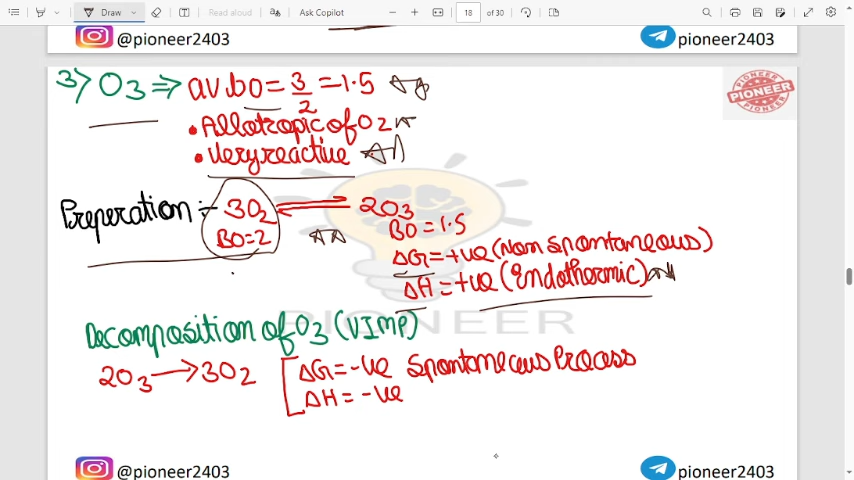 Read aloud Ask Copilot 18 of 30
@pioneer2403 pioneer2403
3> O3 ⇒ av.bo = 3/2 = 1.5
PIONEER
• Allotropic of O2
• Very reactive
Preperation :- 3O2 ⇌ 2O3
BO = 2
BO = 1.5
ΔG = +ve (Non Spontaneous)
ΔH = +ve (Endothermic)
PIONEER
Decomposition of O3 (VIMP)
2O3 → 3O2 [ ΔG = -ve Spontaneous Process
ΔH = -ve
@pioneer2403 pioneer2403